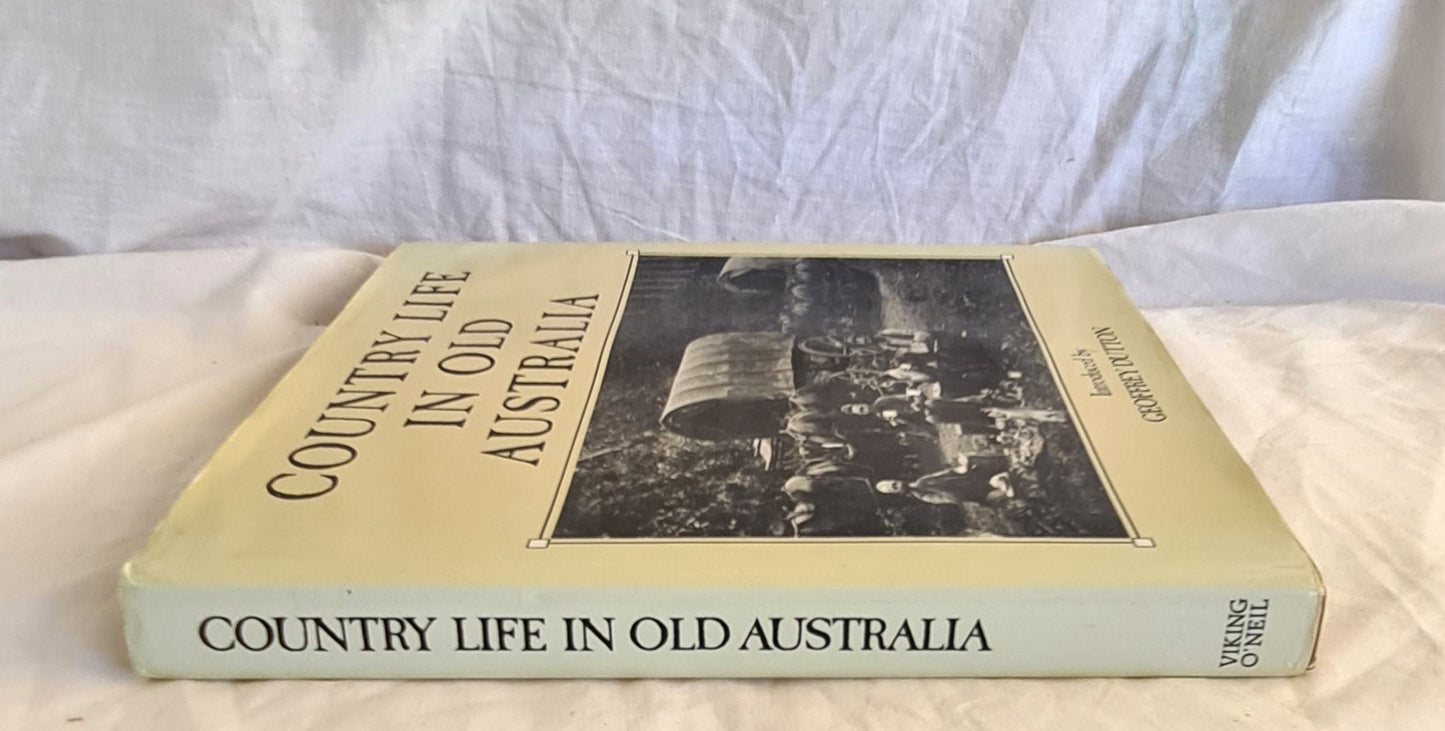 COUNTRY LIFE
IN OLD
AUSTRALIA
Introduced by
GEOFFREY DUTTON
COUNTRY LIFE IN OLD AUSTRALIA
VIKING
O'NEIL